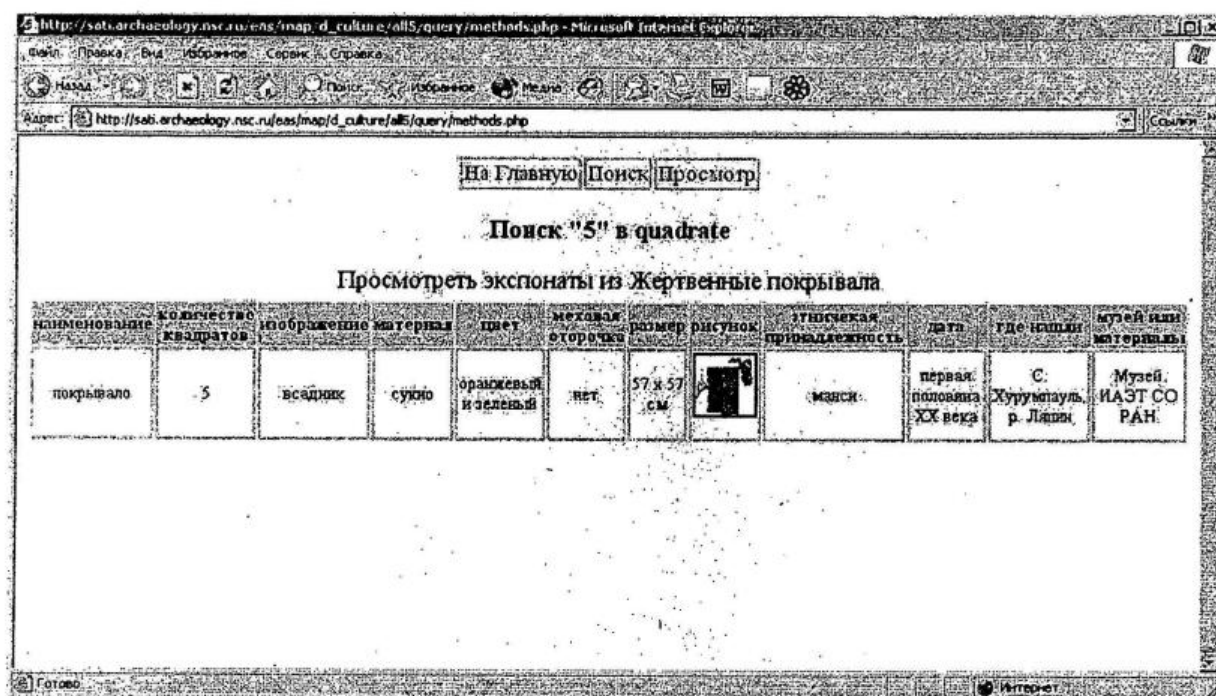 http://sati.archaeology.nsc.ru/eas/map/d_culture/all5/query/methods.php - Microsoft Internet Explorer
Файл Правка Вид Избранное Сервис Справка
Назад Поиск Избранное Медиа
Адрес: http://sati.archaeology.nsc.ru/eas/map/d_culture/all5/query/methods.php Ссылки
На Главную Поиск Просмотр
Поиск "5" в quadrate
Просмотреть экспонаты из Жертвенные покрывала
наименование количество квадратов изображение материал цвет меховая оторочка размер рисунок этничекая принадлежность дата где нашли музей или материалы
покрывало 5 всадник сукно оранжевый и зеленый нет 57 x 57 см манси первая половина XX века С. Хурумпауль, р. Ляпин Музей ИАЭТ СО РАН
Готово Интернет